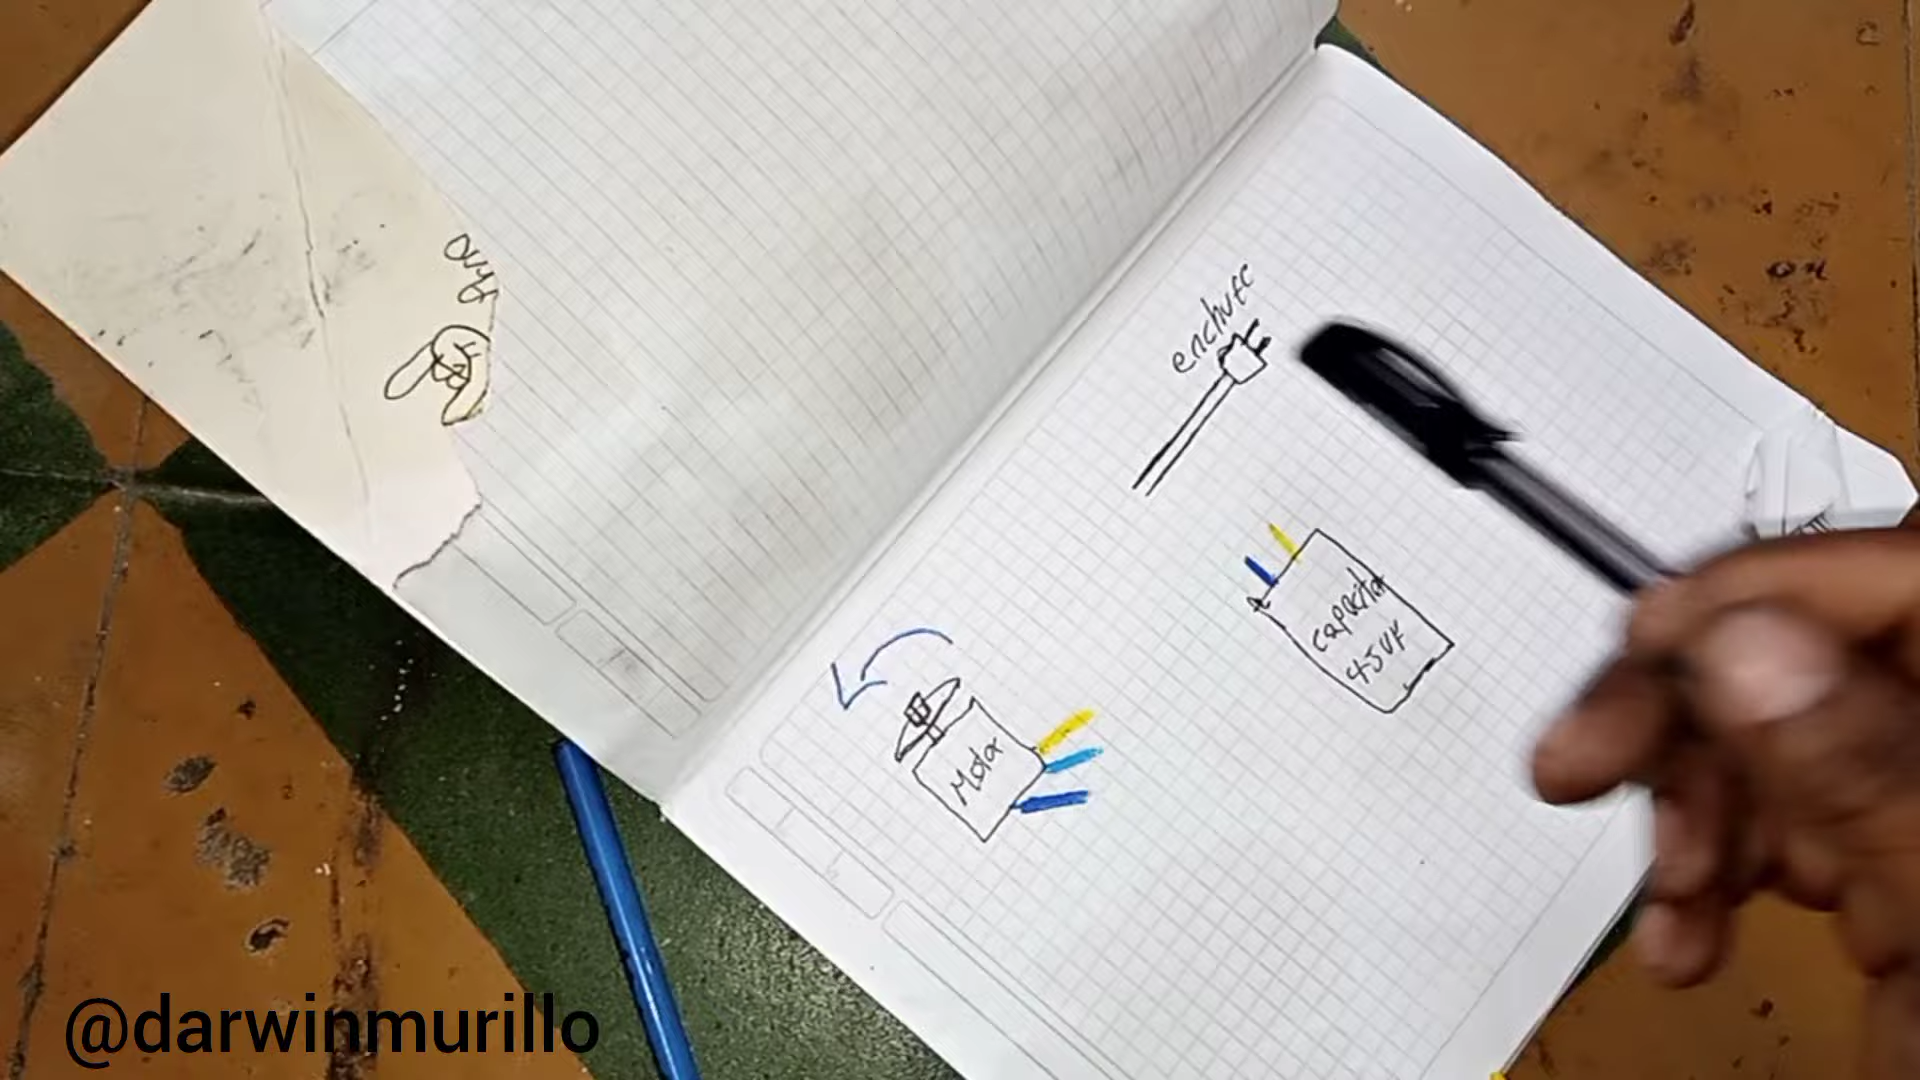 enchufe
capacitor
45uf
Motor
@darwinmurillo